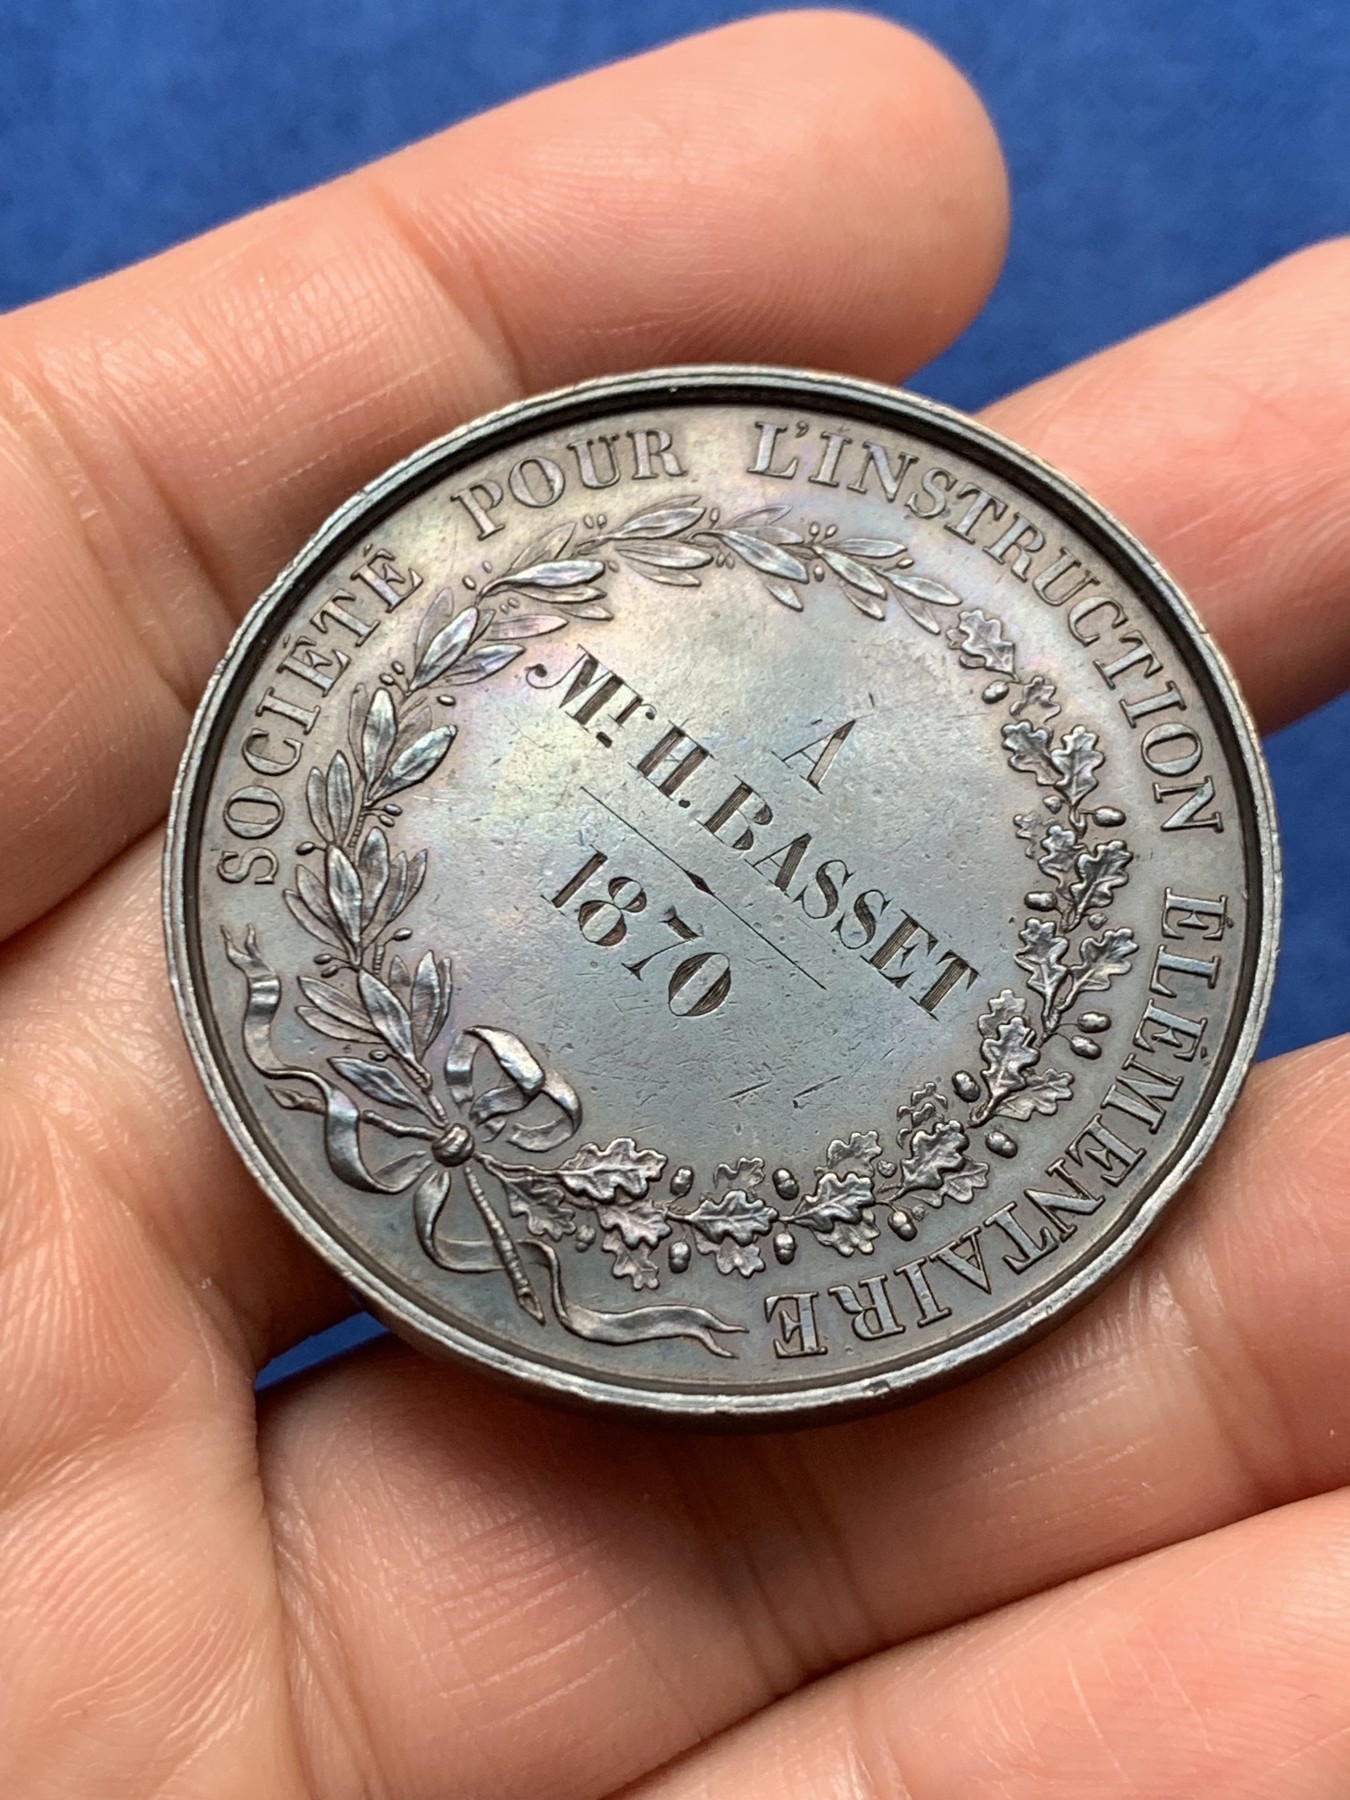 SOCIÉTÉ POUR L'INSTRUCTION ÉLÉMENTAIRE
A
Mr. H. BASSET
1870